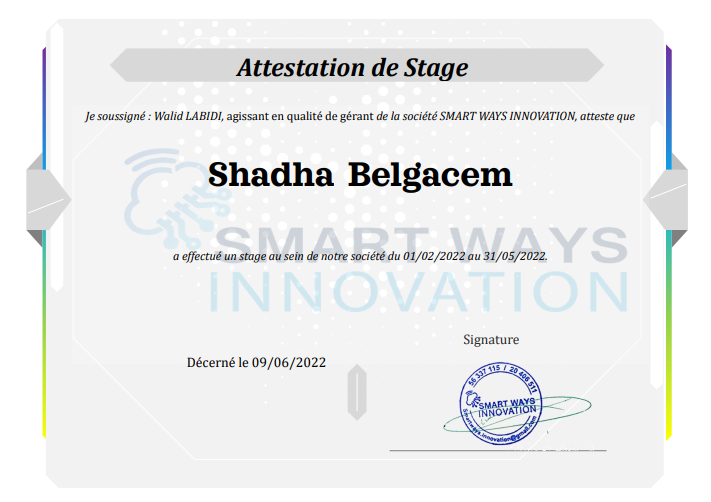 Attestation de Stage
Je soussigné : Walid LABIDI, agissant en qualité de gérant de la société SMART WAYS INNOVATION, atteste que
Shadha Belgacem
SMART WAYS
a effectué un stage au sein de notre société du 01/02/2022 au 31/05/2022.
INNOVATION
Signature
Décerné le 09/06/2022
56 337 115 / 20 406 511
SMART WAYS
INNOVATION
Smartways.innovation@gmail.com